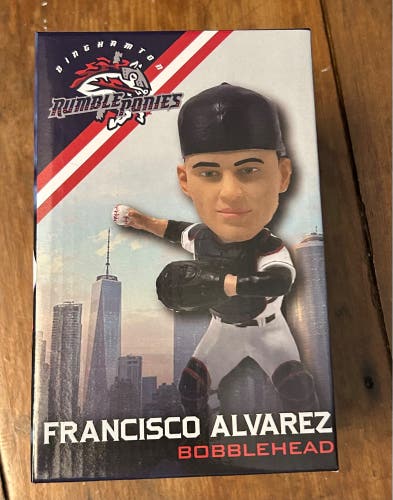 BINGHAMTON
RUMBLE PONIES
FRANCISCO ALVAREZ
BOBBLEHEAD